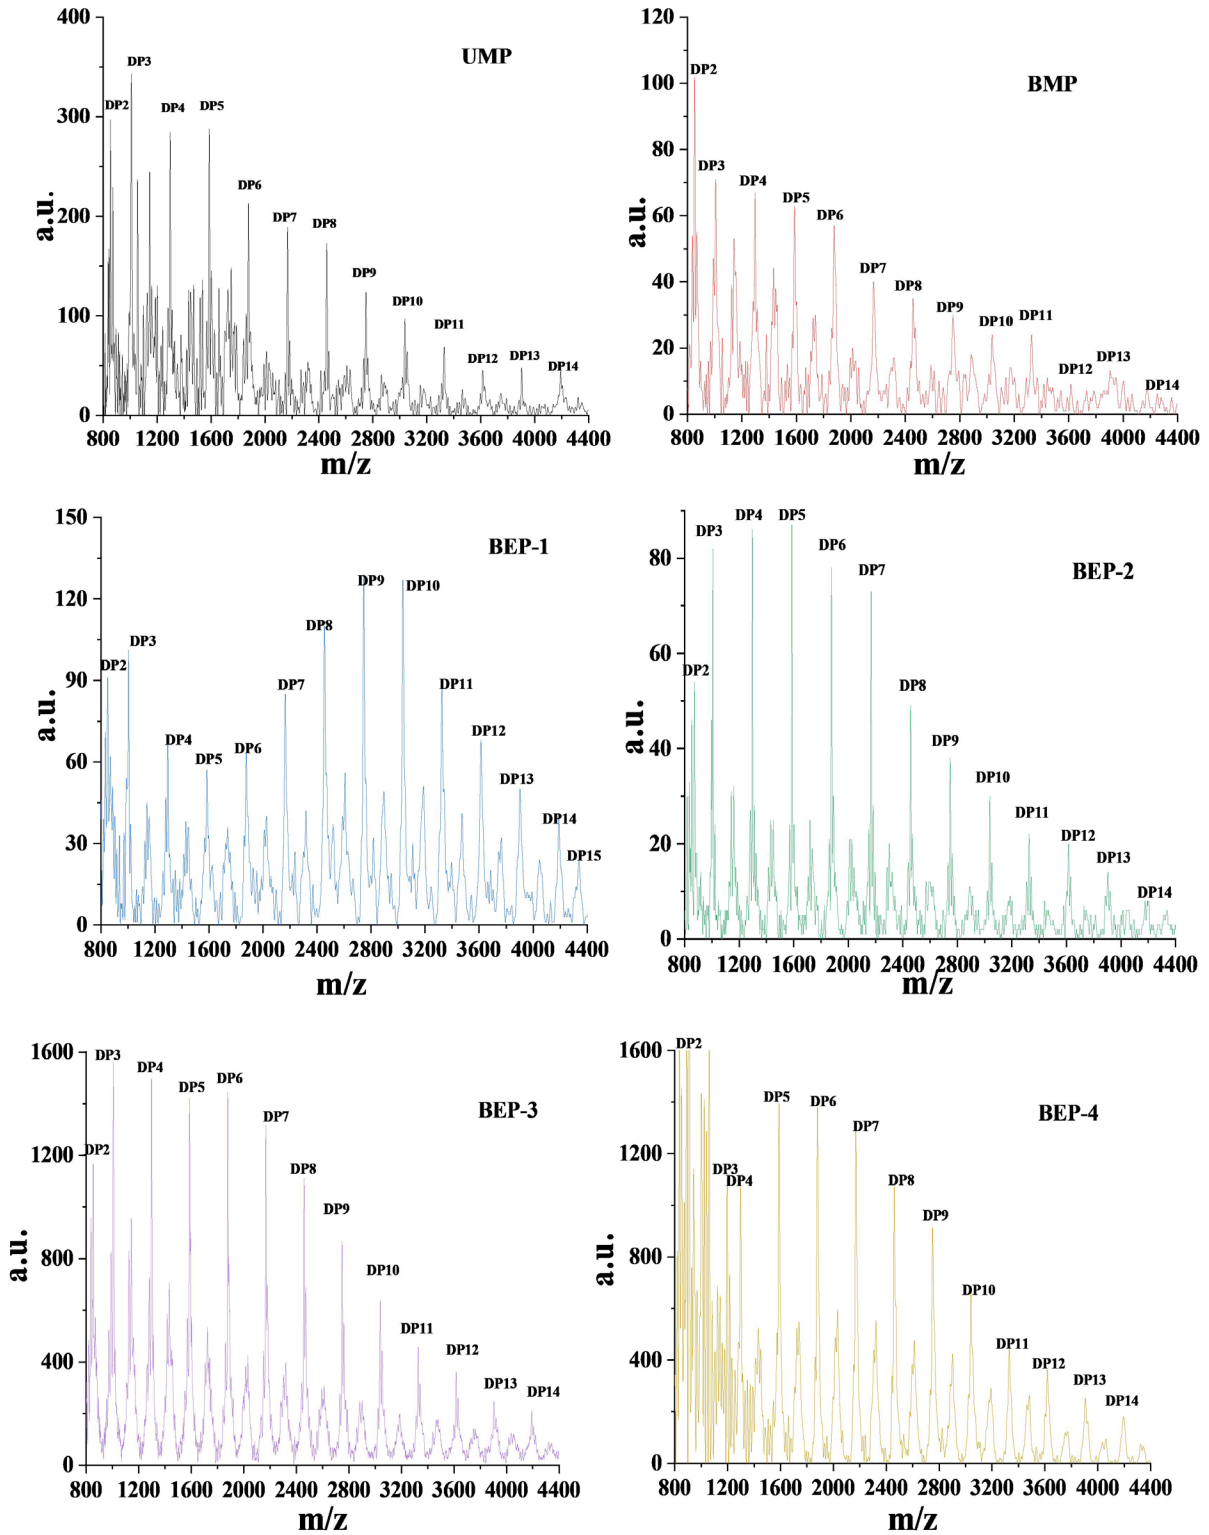 UMP
a.u.
400
300
200
100
0
DP2
DP3
DP4
DP5
DP6
DP7
DP8
DP9
DP10
DP11
DP12
DP13
DP14
800 1200 1600 2000 2400 2800 3200 3600 4000 4400
m/z
BMP
a.u.
120
100
80
60
40
20
0
DP2
DP3
DP4
DP5
DP6
DP7
DP8
DP9
DP10
DP11
DP12
DP13
DP14
800 1200 1600 2000 2400 2800 3200 3600 4000 4400
m/z
BEP-1
a.u.
150
120
90
60
30
0
DP2
DP3
DP4
DP5
DP6
DP7
DP8
DP9
DP10
DP11
DP12
DP13
DP14
DP15
800 1200 1600 2000 2400 2800 3200 3600 4000 4400
m/z
BEP-2
a.u.
80
60
40
20
0
DP2
DP3
DP4
DP5
DP6
DP7
DP8
DP9
DP10
DP11
DP12
DP13
DP14
800 1200 1600 2000 2400 2800 3200 3600 4000 4400
m/z
BEP-3
a.u.
1600
1200
800
400
0
DP2
DP3
DP4
DP5
DP6
DP7
DP8
DP9
DP10
DP11
DP12
DP13
DP14
800 1200 1600 2000 2400 2800 3200 3600 4000 4400
m/z
BEP-4
a.u.
1600
1200
800
400
0
DP2
DP3
DP4
DP5
DP6
DP7
DP8
DP9
DP10
DP11
DP12
DP13
DP14
800 1200 1600 2000 2400 2800 3200 3600 4000 4400
m/z